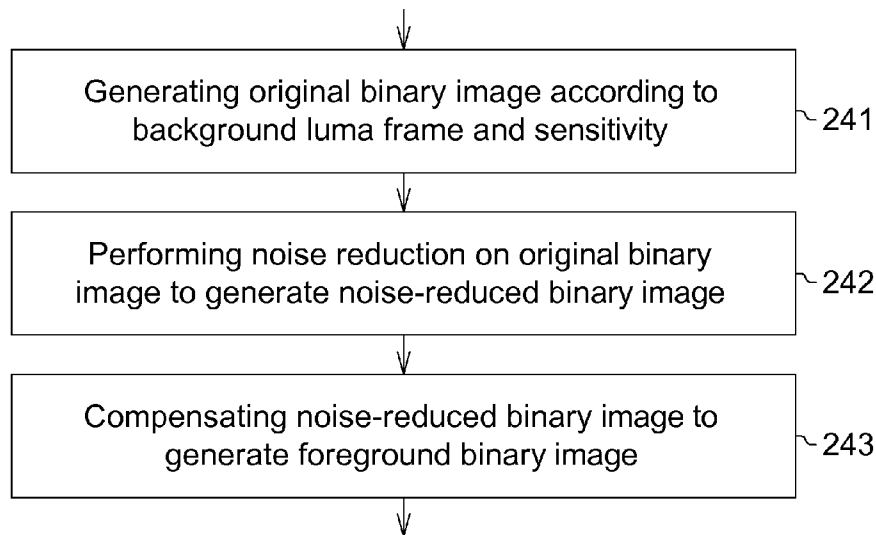 Generating original binary image according to
background luma frame and sensitivity
241
Performing noise reduction on original binary
image to generate noise-reduced binary image
242
Compensating noise-reduced binary image to
generate foreground binary image
243